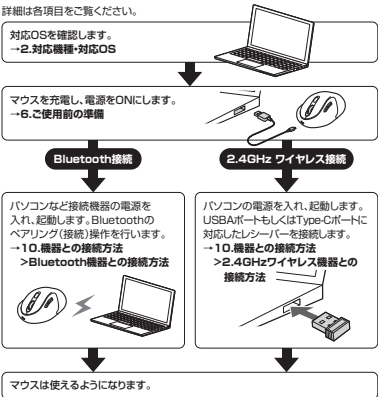 詳細は各項目をご覧ください。
対応OSを確認します。
→2.対応機種・対応OS
マウスを充電し、電源をONにします。
→6.ご使用前の準備
Bluetooth接続
2.4GHz ワイヤレス接続
パソコンなど接続機器の電源を
入れ、起動します。Bluetoothの
ペアリング(接続)操作を行います。
→10.機器との接続方法
>Bluetooth機器との接続方法
パソコンの電源を入れ、起動します。
USBAポートもしくはType-Cポートに
対応したレシーバーを接続します。
→10.機器との接続方法
>2.4GHzワイヤレス機器との
接続方法
マウスは使えるようになります。